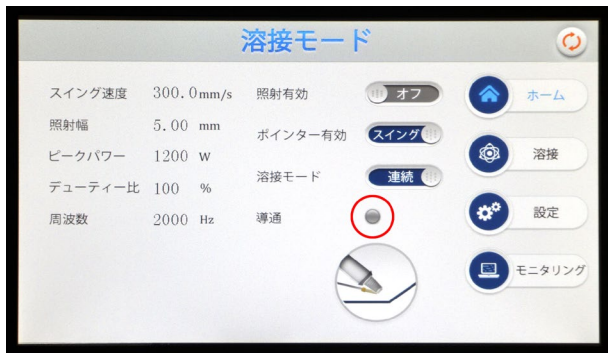 溶接モード
スイング速度 300.0mm/s
照射幅 5.00 mm
ピークパワー 1200 W
デューティー比 100 %
周波数 2000 Hz
照射有効 オフ
ポインター有効 スイング
溶接モード 連続
導通
ホーム
溶接
設定
モニタリング